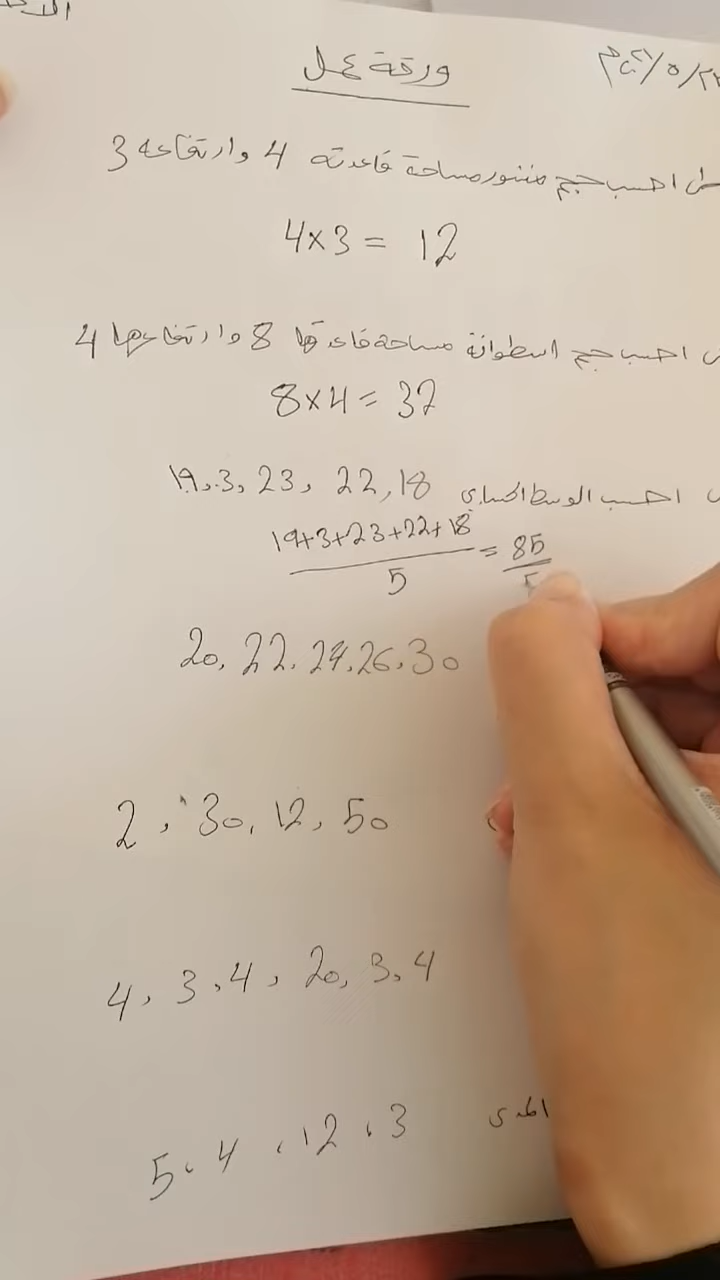 ورقة عمل
احسب حجم منشور مساحة قاعدته 4 وارتفاعه 3
4×3 = 12
احسب حجم اسطوانة مساحة قاعدتها 8 وارتفاعها 4
8×4 = 32
احسب الوسط الحسابي 19, 3, 23, 22, 18
19+3+23+22+18 / 5 = 85 / 5
20, 22, 24, 26, 30
2, 30, 12, 50
4, 3, 4, 20, 3, 4
المدى 5, 4, 12, 3